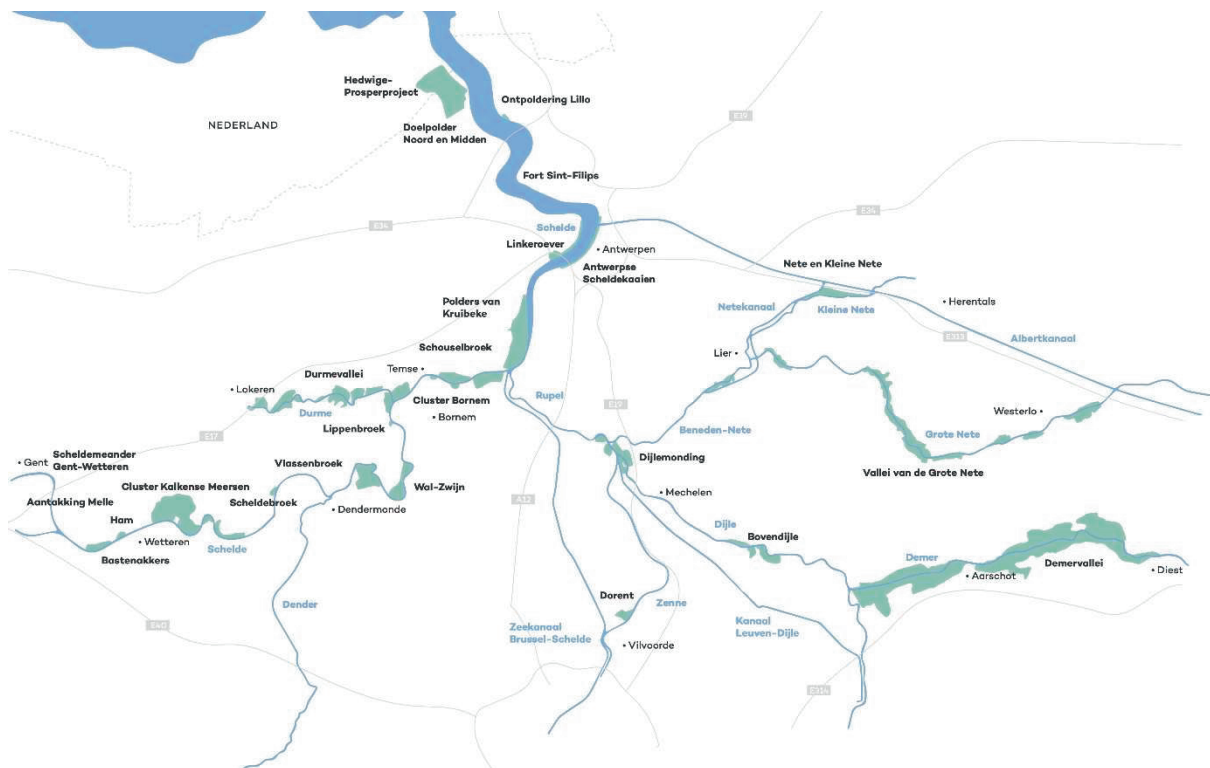 Hedwige-
Prosperproject
NEDERLAND
Doelpolder
Noord en Midden
Ontpoldering Lillo
E19
Fort Sint-Filips
E34
Schelde
Linkeroever
Antwerpen
Antwerpse
Scheldekaaien
E34
Nete en Kleine Nete
Polders van
Kruibeke
Netekanaal
Kleine Nete
Herentals
Albertkanaal
E313
Schouselbroek
Lier
Durmevallei
Temse
Lokeren
Durme
Cluster Bornem
Bornem
Rupel
E19
Beneden-Nete
Westerlo
Grote Nete
Lippenbroek
E17
Vallei van de Grote Nete
Gent
Scheldemeander
Gent-Wetteren
Vlassenbroek
Dijlemonding
Cluster Kalkense Meersen
Wal-Zwijn
Aantakking Melle
Scheldebroek
A12
Mechelen
Ham
Dendermonde
Wetteren
Schelde
Bastenakkers
Dijle
Bovendijle
Demer
Demervallei
Aarschot
Diest
Dender
Dorent
Zenne
E40
Zeekanaal
Brussel-Schelde
Vilvoorde
Kanaal
Leuven-Dijle
E314